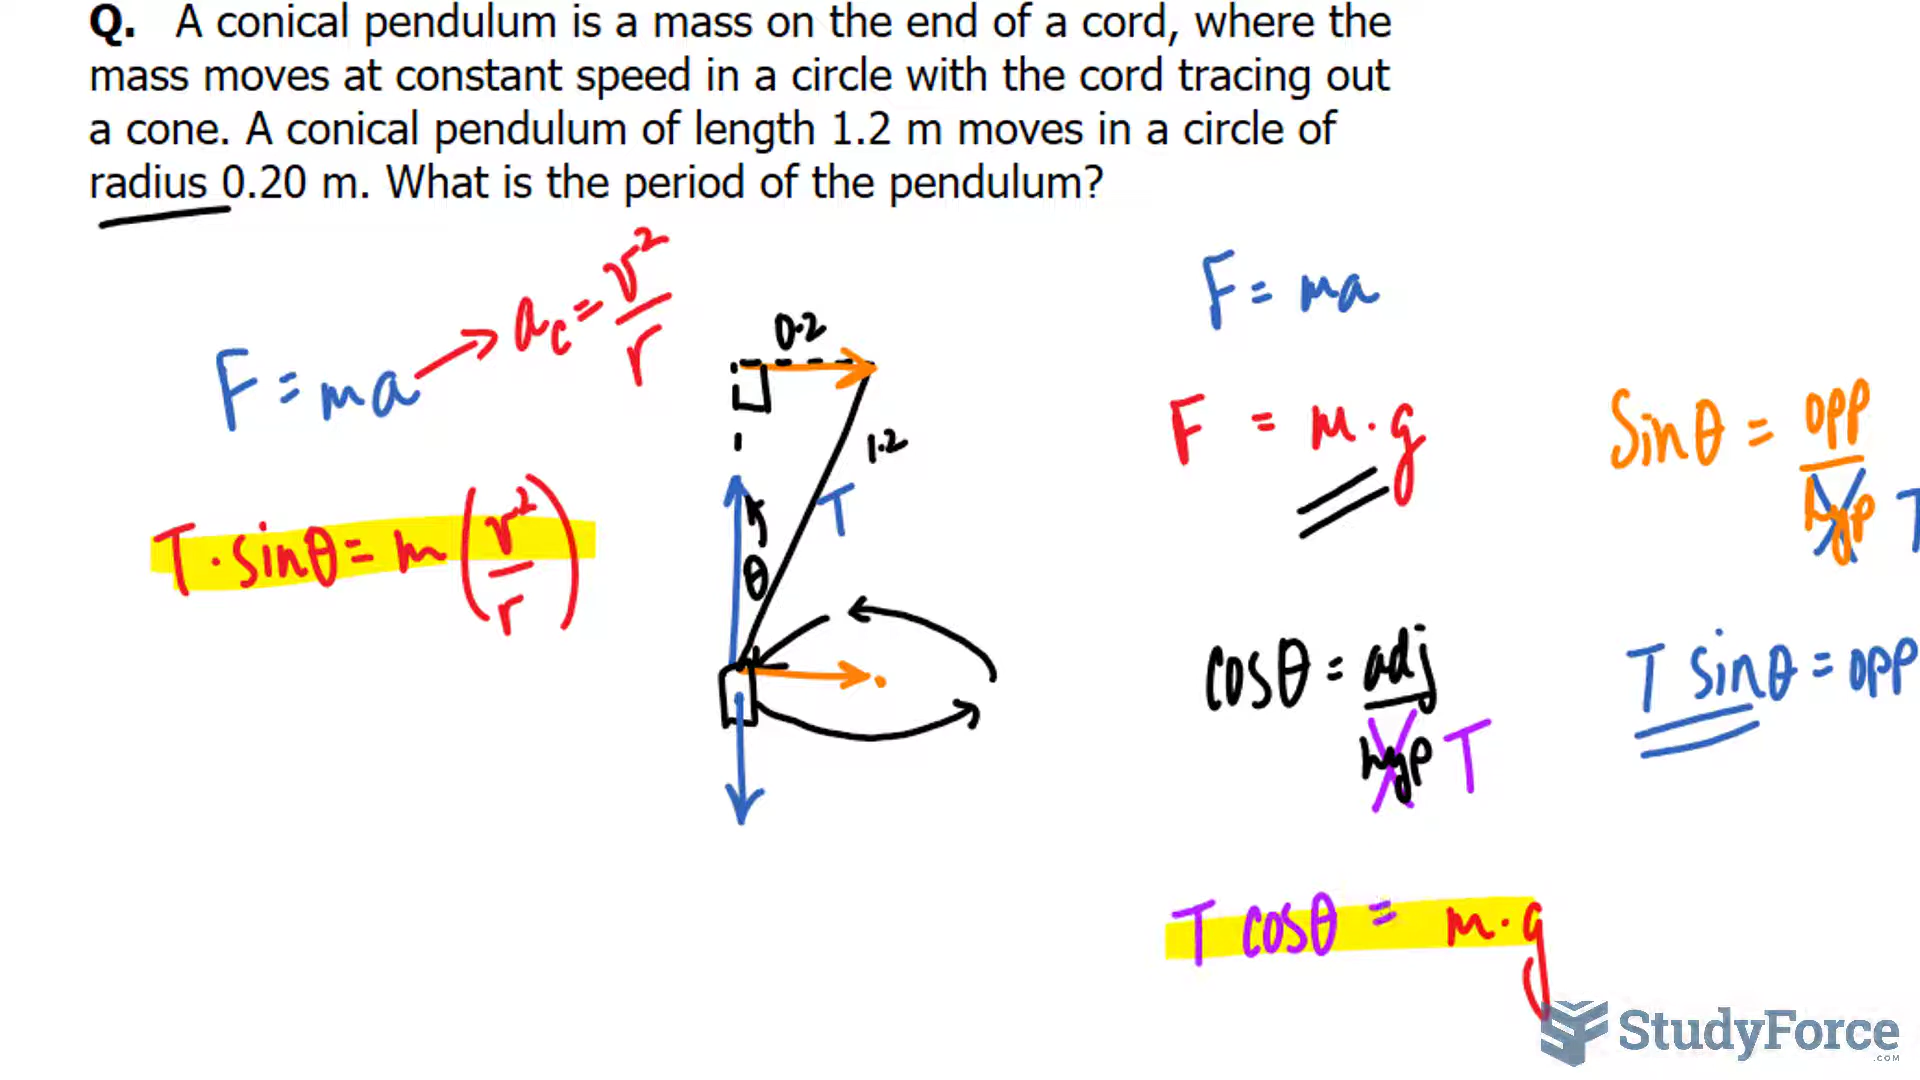 Q. A conical pendulum is a mass on the end of a cord, where the
mass moves at constant speed in a circle with the cord tracing out
a cone. A conical pendulum of length 1.2 m moves in a circle of
radius 0.20 m. What is the period of the pendulum?
F = ma
a_c = v²/r
T · sinθ = m (v²/r)
0.2
1.2
T
θ
F = ma
F = m · g
cosθ = adj/hyp T
T cosθ = m · g
Sinθ = opp/hyp T
T sinθ = opp
StudyForce
.COM